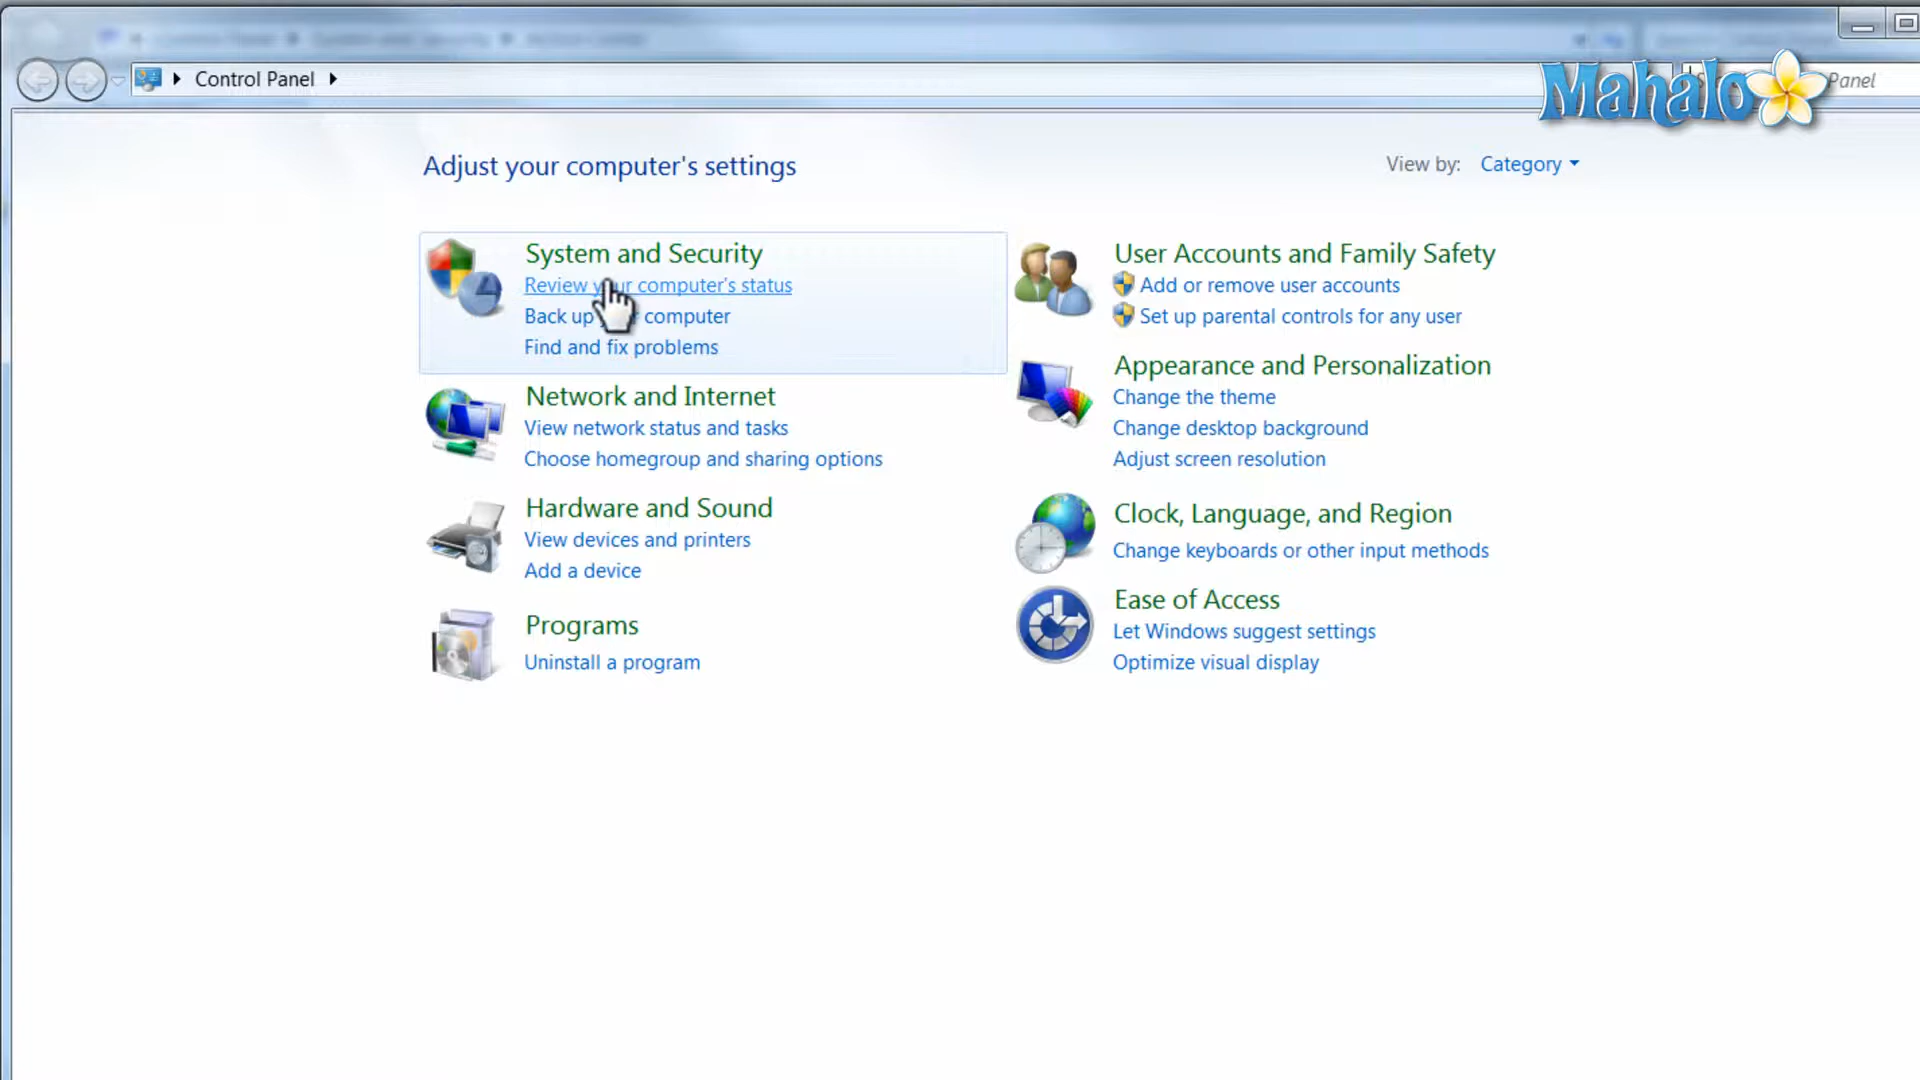 Control Panel
Mahalo
Panel
Adjust your computer's settings
View by: Category
System and Security
Review your computer's status
Back up your computer
Find and fix problems
Network and Internet
View network status and tasks
Choose homegroup and sharing options
Hardware and Sound
View devices and printers
Add a device
Programs
Uninstall a program
User Accounts and Family Safety
Add or remove user accounts
Set up parental controls for any user
Appearance and Personalization
Change the theme
Change desktop background
Adjust screen resolution
Clock, Language, and Region
Change keyboards or other input methods
Ease of Access
Let Windows suggest settings
Optimize visual display